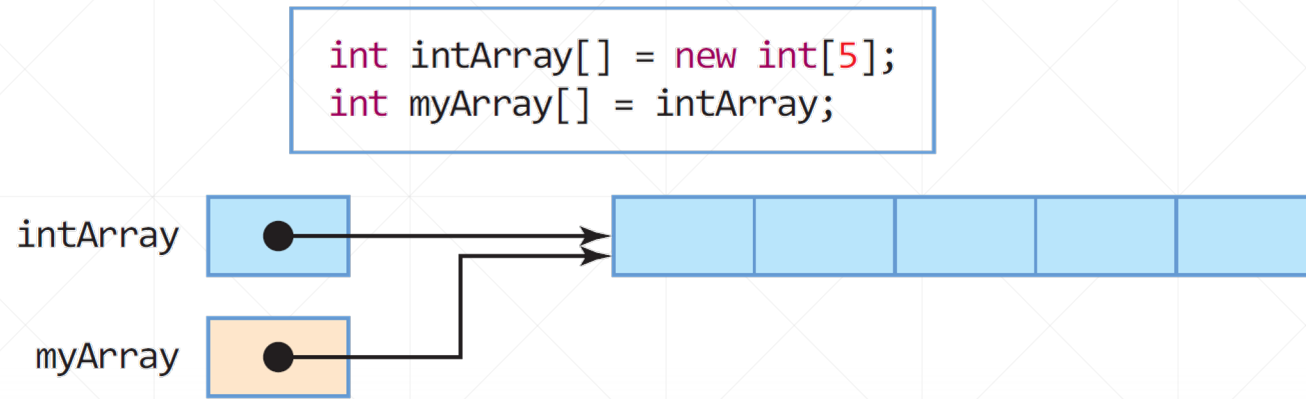 int intArray[] = new int[5];
int myArray[] = intArray;
intArray
myArray